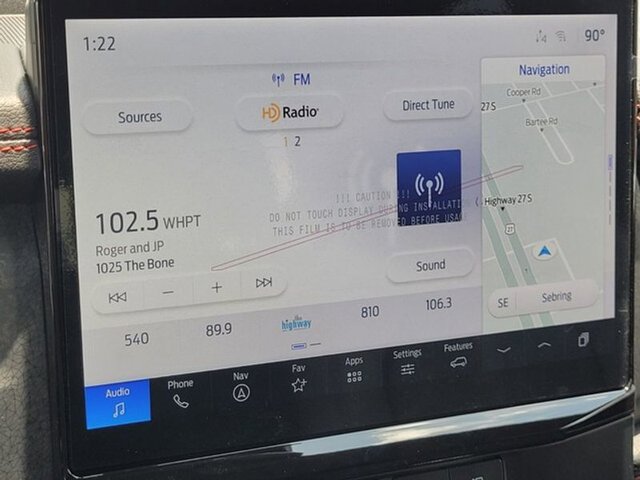 1:22
90°
FM
Navigation
Sources
HD Radio
Direct Tune
1 2
Cooper Rd
27 S
Bartee Rd
!!! CAUTION !!!
DO NOT TOUCH DISPLAY DURING INSTALLATION
THIS FILM IS TO BE REMOVED BEFORE USAGE
Highway 27 S
27
102.5 WHPT
Roger and JP
1025 The Bone
Sound
SE
Sebring
540
89.9
the highway
810
106.3
Audio
Phone
Nav
Fav
Apps
Settings
Features